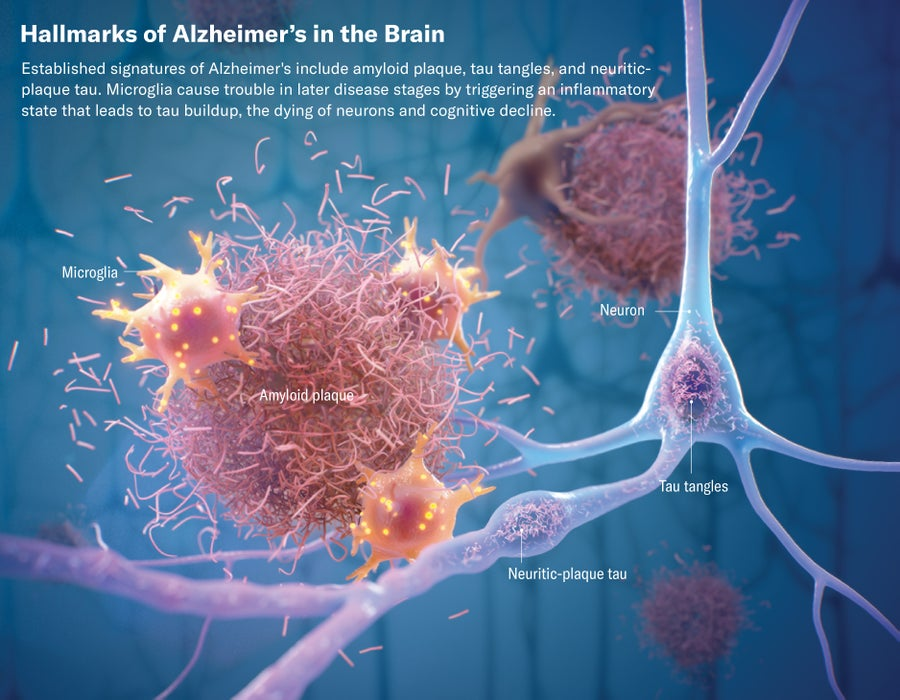 Hallmarks of Alzheimer’s in the Brain
Established signatures of Alzheimer's include amyloid plaque, tau tangles, and neuritic-
plaque tau. Microglia cause trouble in later disease stages by triggering an inflammatory
state that leads to tau buildup, the dying of neurons and cognitive decline.
Microglia
Neuron
Amyloid plaque
Tau tangles
Neuritic-plaque tau